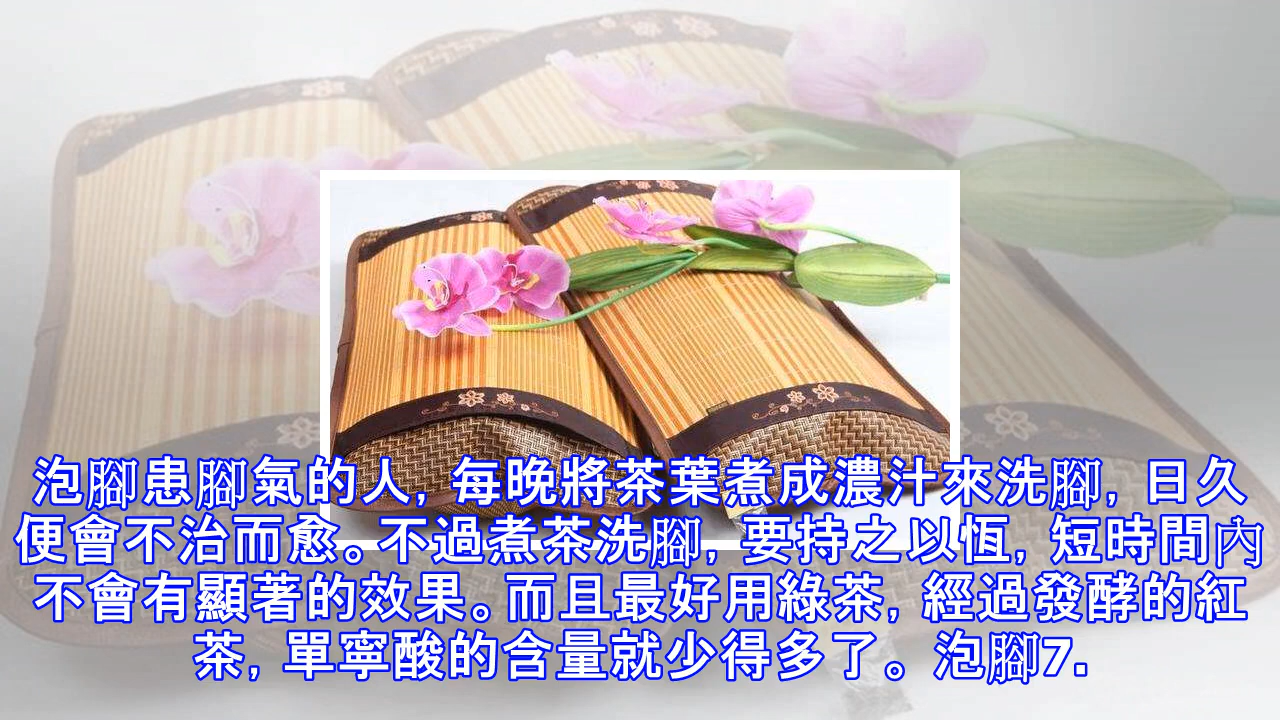 泡腳患腳氣的人, 每晚將茶葉煮成濃汁來洗腳, 日久
便會不治而愈。不過煮茶洗腳, 要持之以恆, 短時間內
不會有顯著的效果。而且最好用綠茶, 經過發酵的紅
茶, 單寧酸的含量就少得多了。 泡腳7.